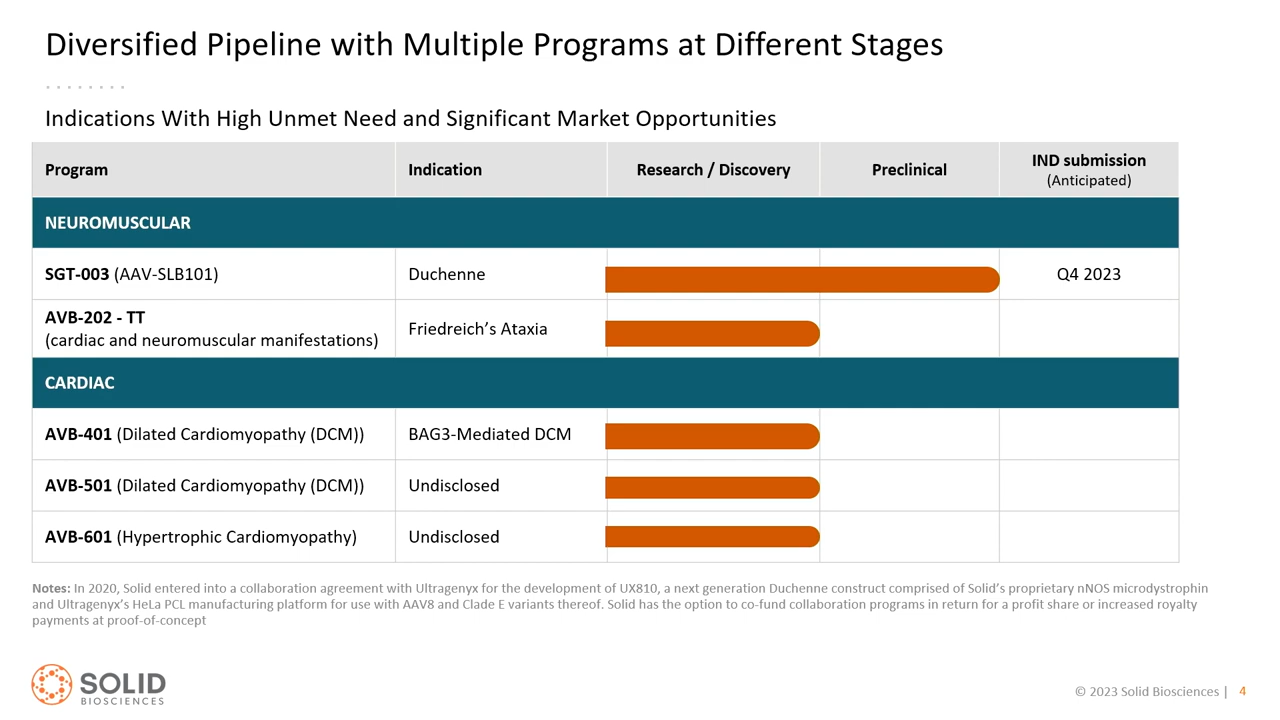 Diversified Pipeline with Multiple Programs at Different Stages
Indications With High Unmet Need and Significant Market Opportunities
Program
Indication
Research / Discovery
Preclinical
IND submission
(Anticipated)
NEUROMUSCULAR
SGT-003 (AAV-SLB101)
Duchenne
Q4 2023
AVB-202 - TT
(cardiac and neuromuscular manifestations)
Friedreich’s Ataxia
CARDIAC
AVB-401 (Dilated Cardiomyopathy (DCM))
BAG3-Mediated DCM
AVB-501 (Dilated Cardiomyopathy (DCM))
Undisclosed
AVB-601 (Hypertrophic Cardiomyopathy)
Undisclosed
Notes: In 2020, Solid entered into a collaboration agreement with Ultragenyx for the development of UX810, a next generation Duchenne construct comprised of Solid’s proprietary nNOS microdystrophin
and Ultragenyx’s HeLa PCL manufacturing platform for use with AAV8 and Clade E variants thereof. Solid has the option to co-fund collaboration programs in return for a profit share or increased royalty
payments at proof-of-concept
SOLID
BIOSCIENCES
© 2023 Solid Biosciences | 4